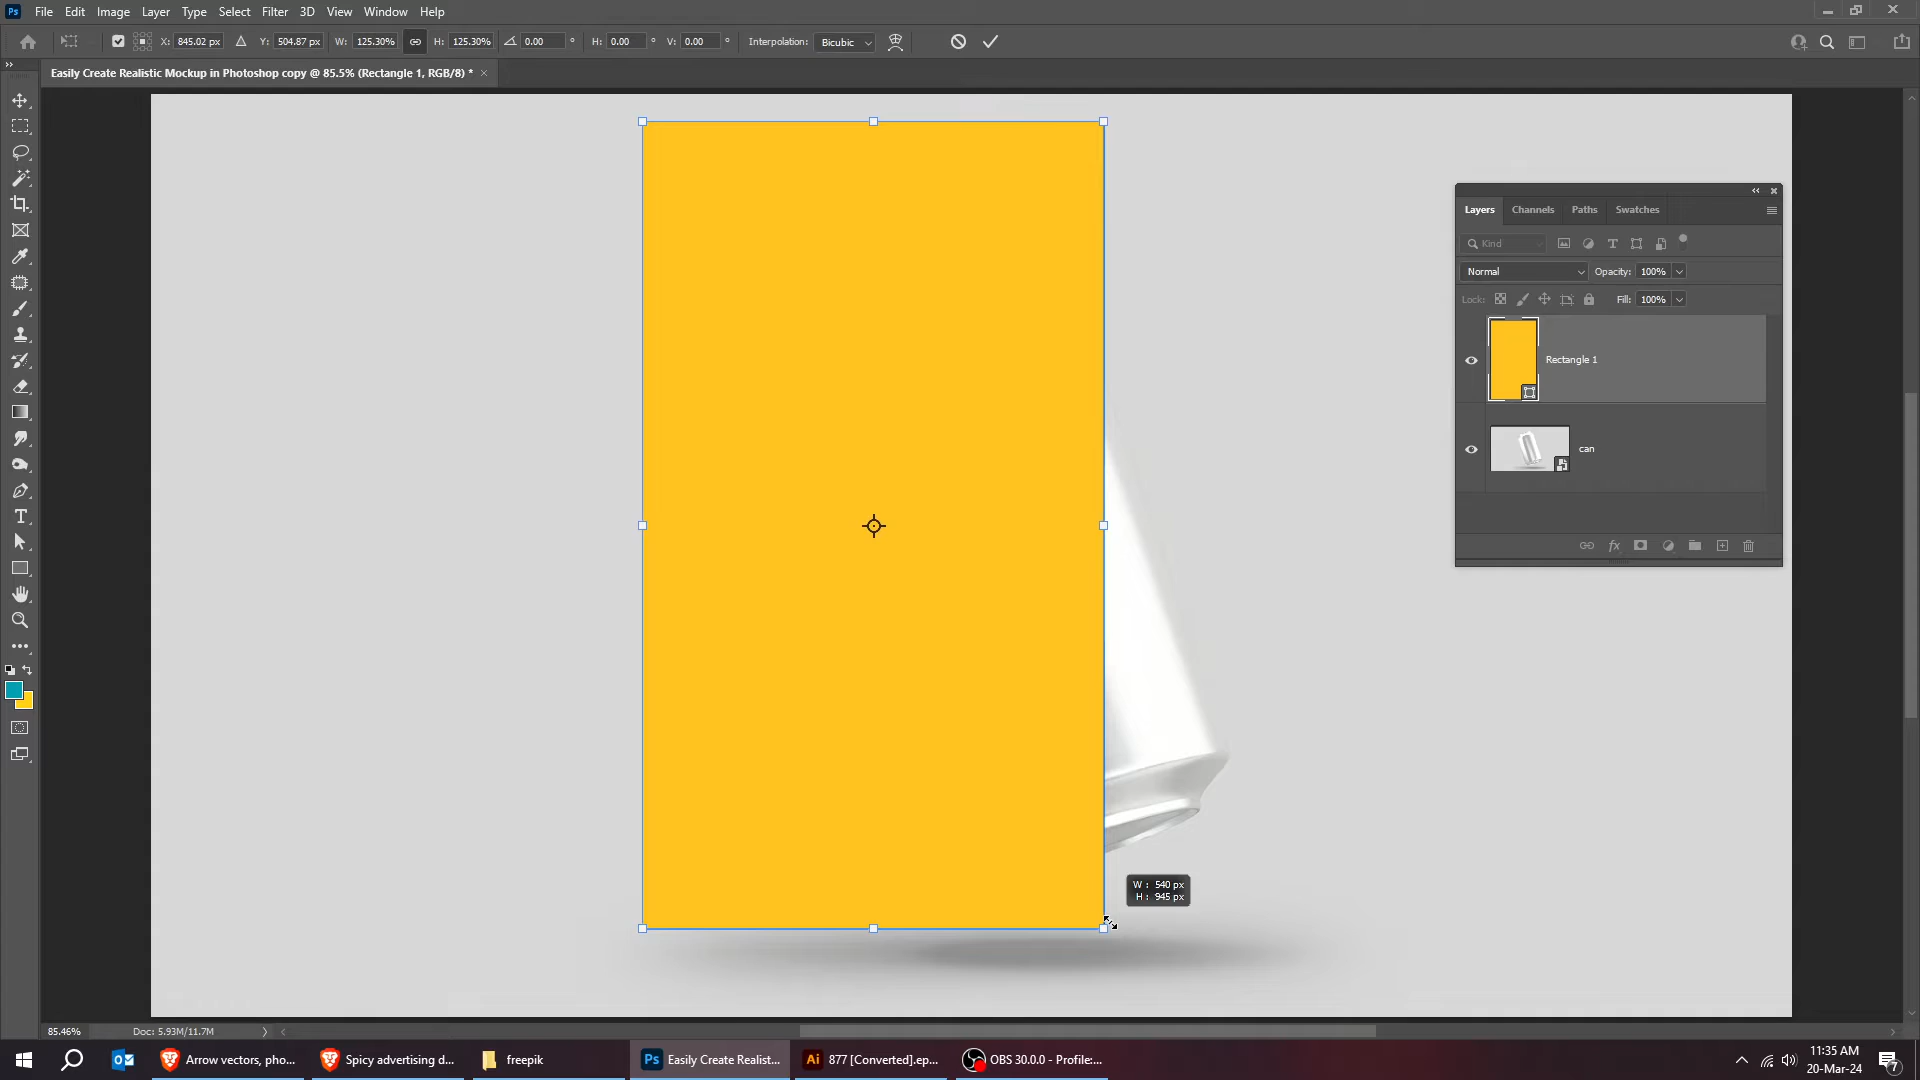 Ps File Edit Image Layer Type Select Filter 3D View Window Help
X: 845.02 px Y: 504.87 px W: 125.30% H: 125.30% 0.00 ° H: 0.00 ° V: 0.00 ° Interpolation: Bicubic
Easily Create Realistic Mockup in Photoshop copy @ 85.5% (Rectangle 1, RGB/8) * ×
Layers Channels Paths Swatches
Kind
Normal Opacity: 100%
Lock: Fill: 100%
Rectangle 1
can
fx
W : 540 px
H : 945 px
85.46% Doc: 5.93M/11.7M
Arrow vectors, pho... Spicy advertising d... freepik Ps Easily Create Realist... Ai 877 [Converted].ep... OBS 30.0.0 - Profile:...
11:35 AM
20-Mar-24
7